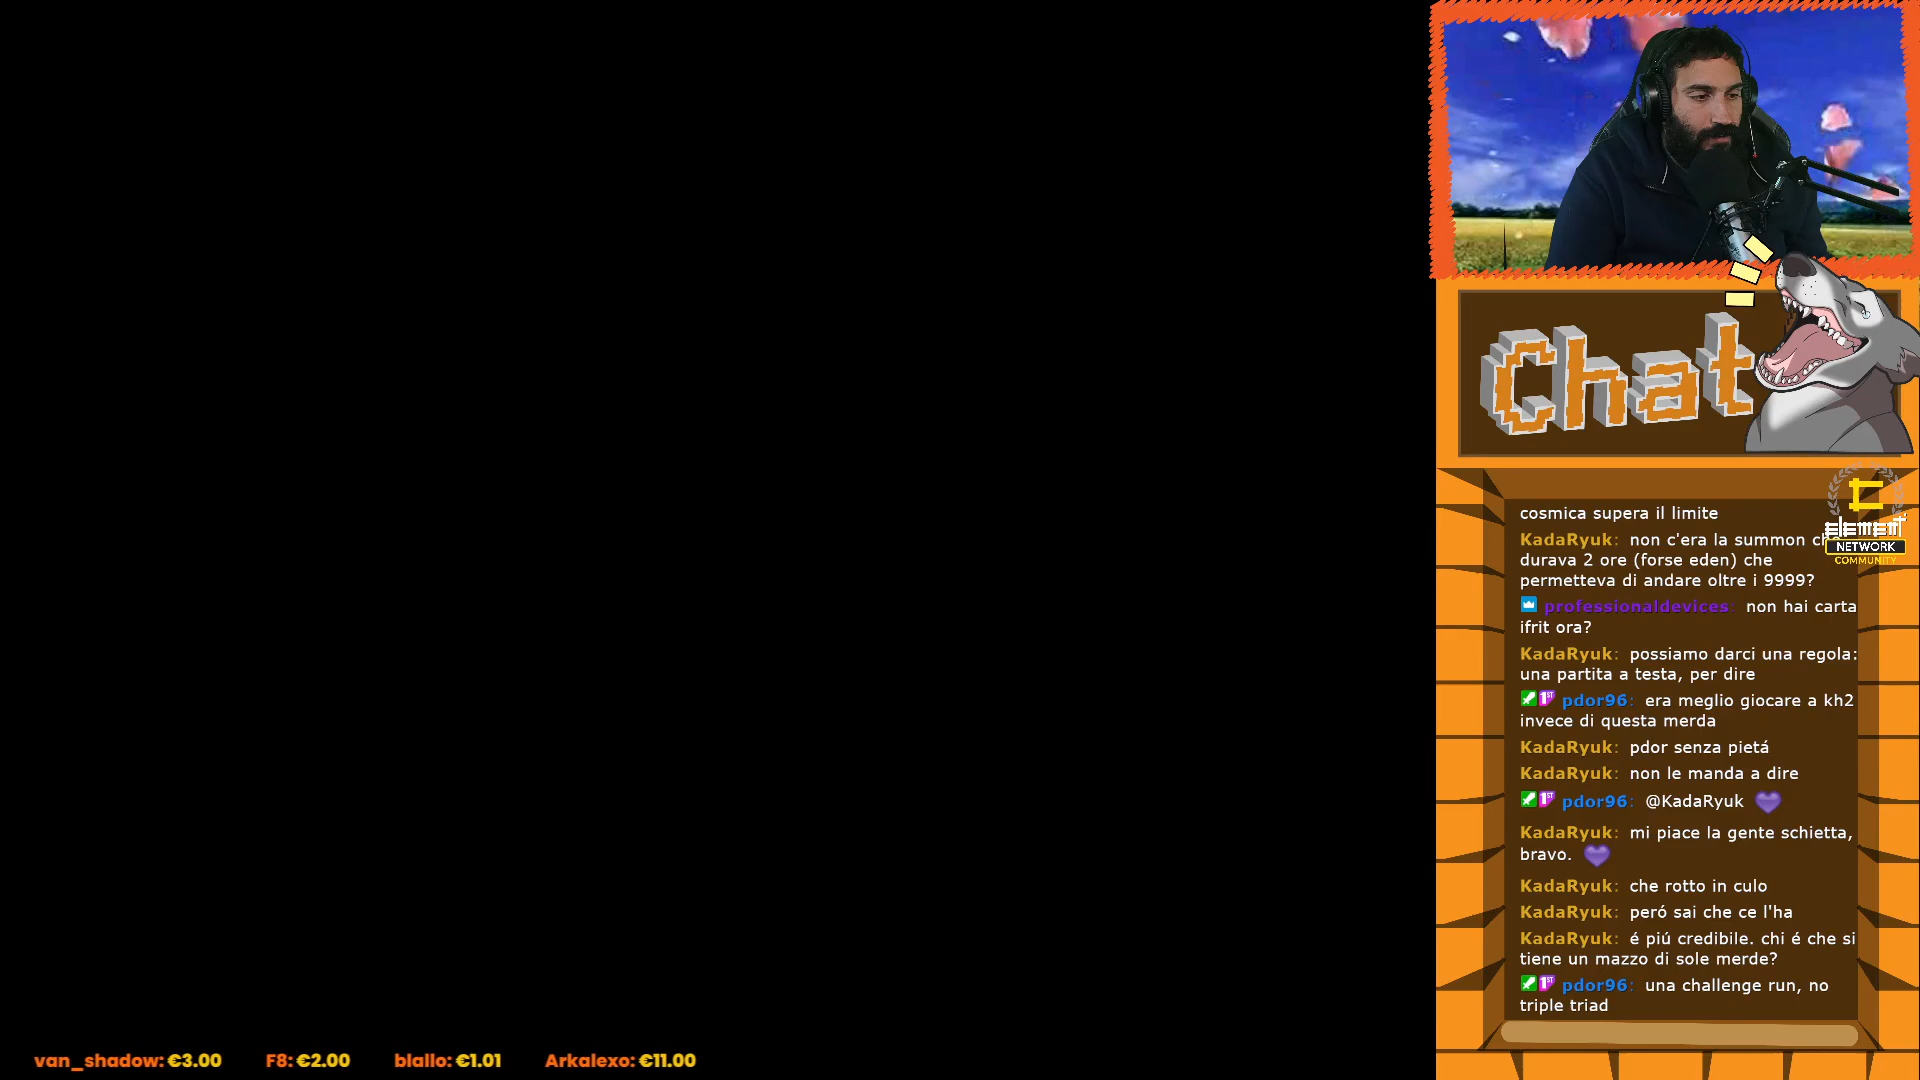 Chat
cosmica supera il limite
KadaRyuk: non c'era la summon che
durava 2 ore (forse eden) che
permetteva di andare oltre i 9999?
professionaldevices: non hai carta
ifrit ora?
KadaRyuk: possiamo darci una regola:
una partita a testa, per dire
1ST pdor96: era meglio giocare a kh2
invece di questa merda
KadaRyuk: pdor senza pietá
KadaRyuk: non le manda a dire
1ST pdor96: @KadaRyuk
KadaRyuk: mi piace la gente schietta,
bravo.
KadaRyuk: che rotto in culo
KadaRyuk: peró sai che ce l'ha
KadaRyuk: é piú credibile. chi é che si
tiene un mazzo di sole merde?
1ST pdor96: una challenge run, no
triple triad
element
NETWORK
COMMUNITY
van_shadow: €3.00 F8: €2.00 blallo: €1.01 Arkalexo: €11.00